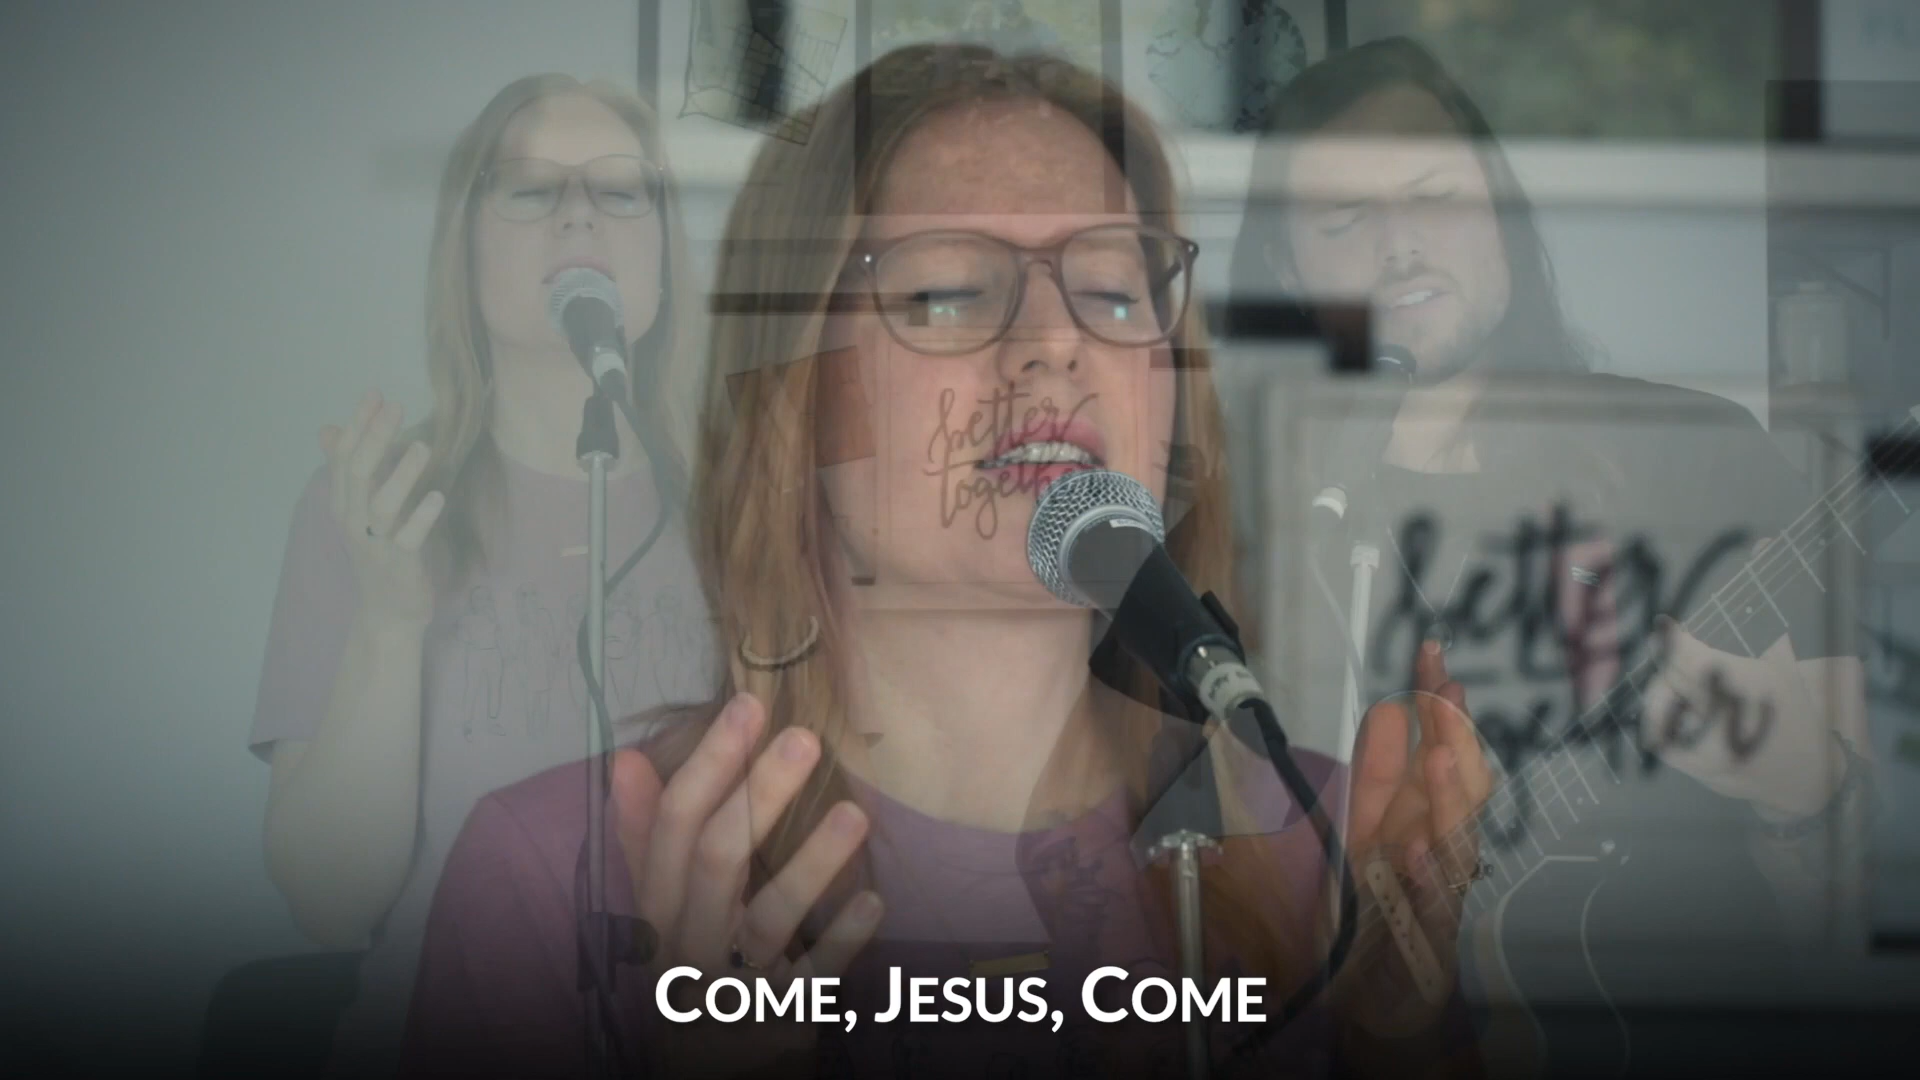 better
together
better
together
COME, JESUS, COME